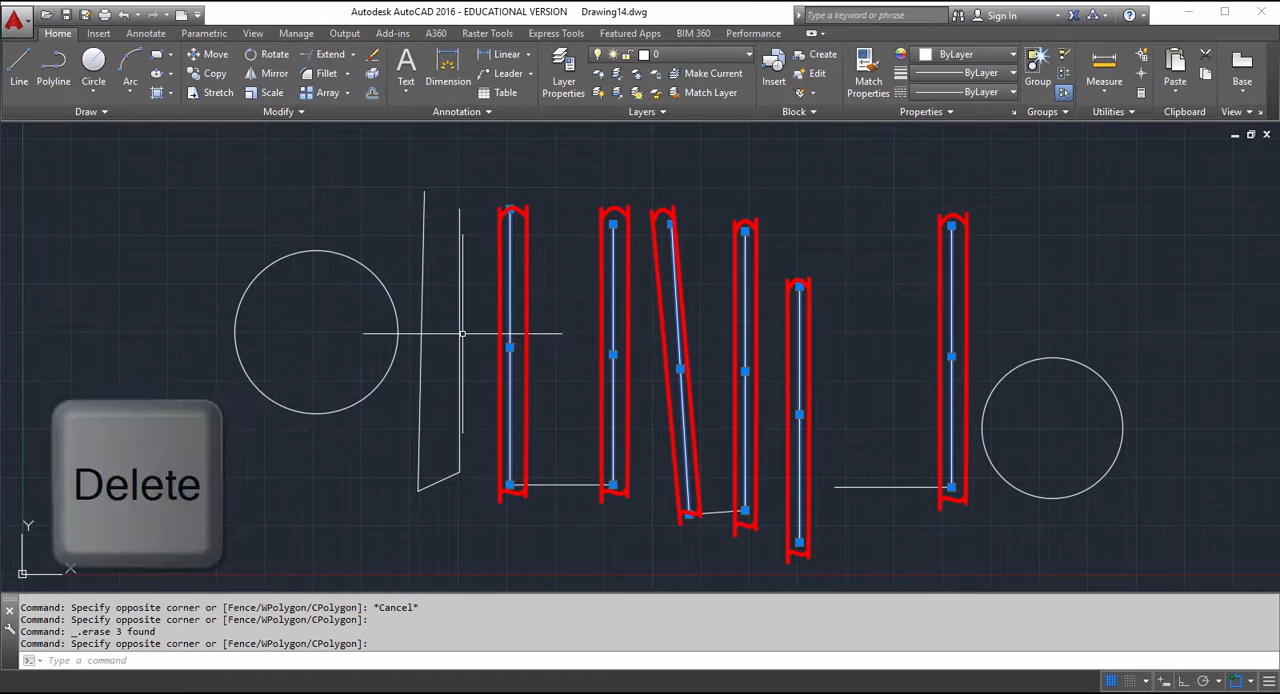 Autodesk AutoCAD 2016 - EDUCATIONAL VERSION Drawing14.dwg
Type a keyword or phrase
Sign In
Home Insert Annotate Parametric View Manage Output Add-ins A360 Raster Tools Express Tools Featured Apps BIM 360 Performance
Line
Polyline
Circle
Arc
Move Rotate Extend
Copy Mirror Fillet
Stretch Scale Array
Text
Dimension
Linear
Leader
Table
Layer
Properties
0
Make Current
Match Layer
Insert
Create
Edit
Match
Properties
ByLayer
ByLayer
ByLayer
Group
Measure
Paste
Base
Draw Modify Annotation Layers Block Properties Groups Utilities Clipboard View
Delete
Y
X
Command: Specify opposite corner or [Fence/WPolygon/CPolygon]: *Cancel*
Command: Specify opposite corner or [Fence/WPolygon/CPolygon]:
Command: _.erase 3 found
Command: Specify opposite corner or [Fence/WPolygon/CPolygon]:
Type a command